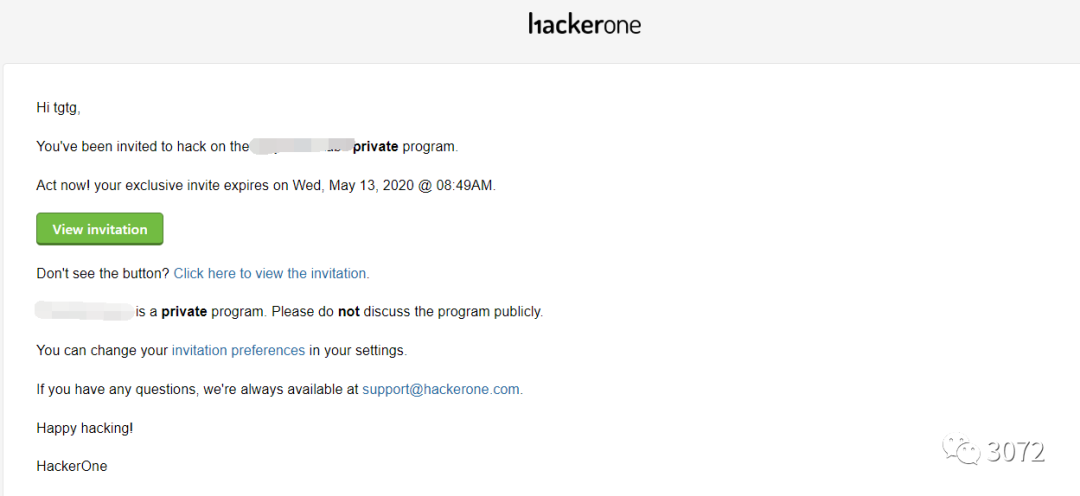 hackerone
Hi tgtg,
You've been invited to hack on the private program.
Act now! your exclusive invite expires on Wed, May 13, 2020 @ 08:49AM.
View invitation
Don't see the button? Click here to view the invitation.
is a private program. Please do not discuss the program publicly.
You can change your invitation preferences in your settings.
If you have any questions, we're always available at support@hackerone.com.
Happy hacking!
HackerOne
3072